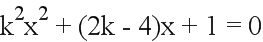 k²x² + (2k - 4)x + 1 = 0